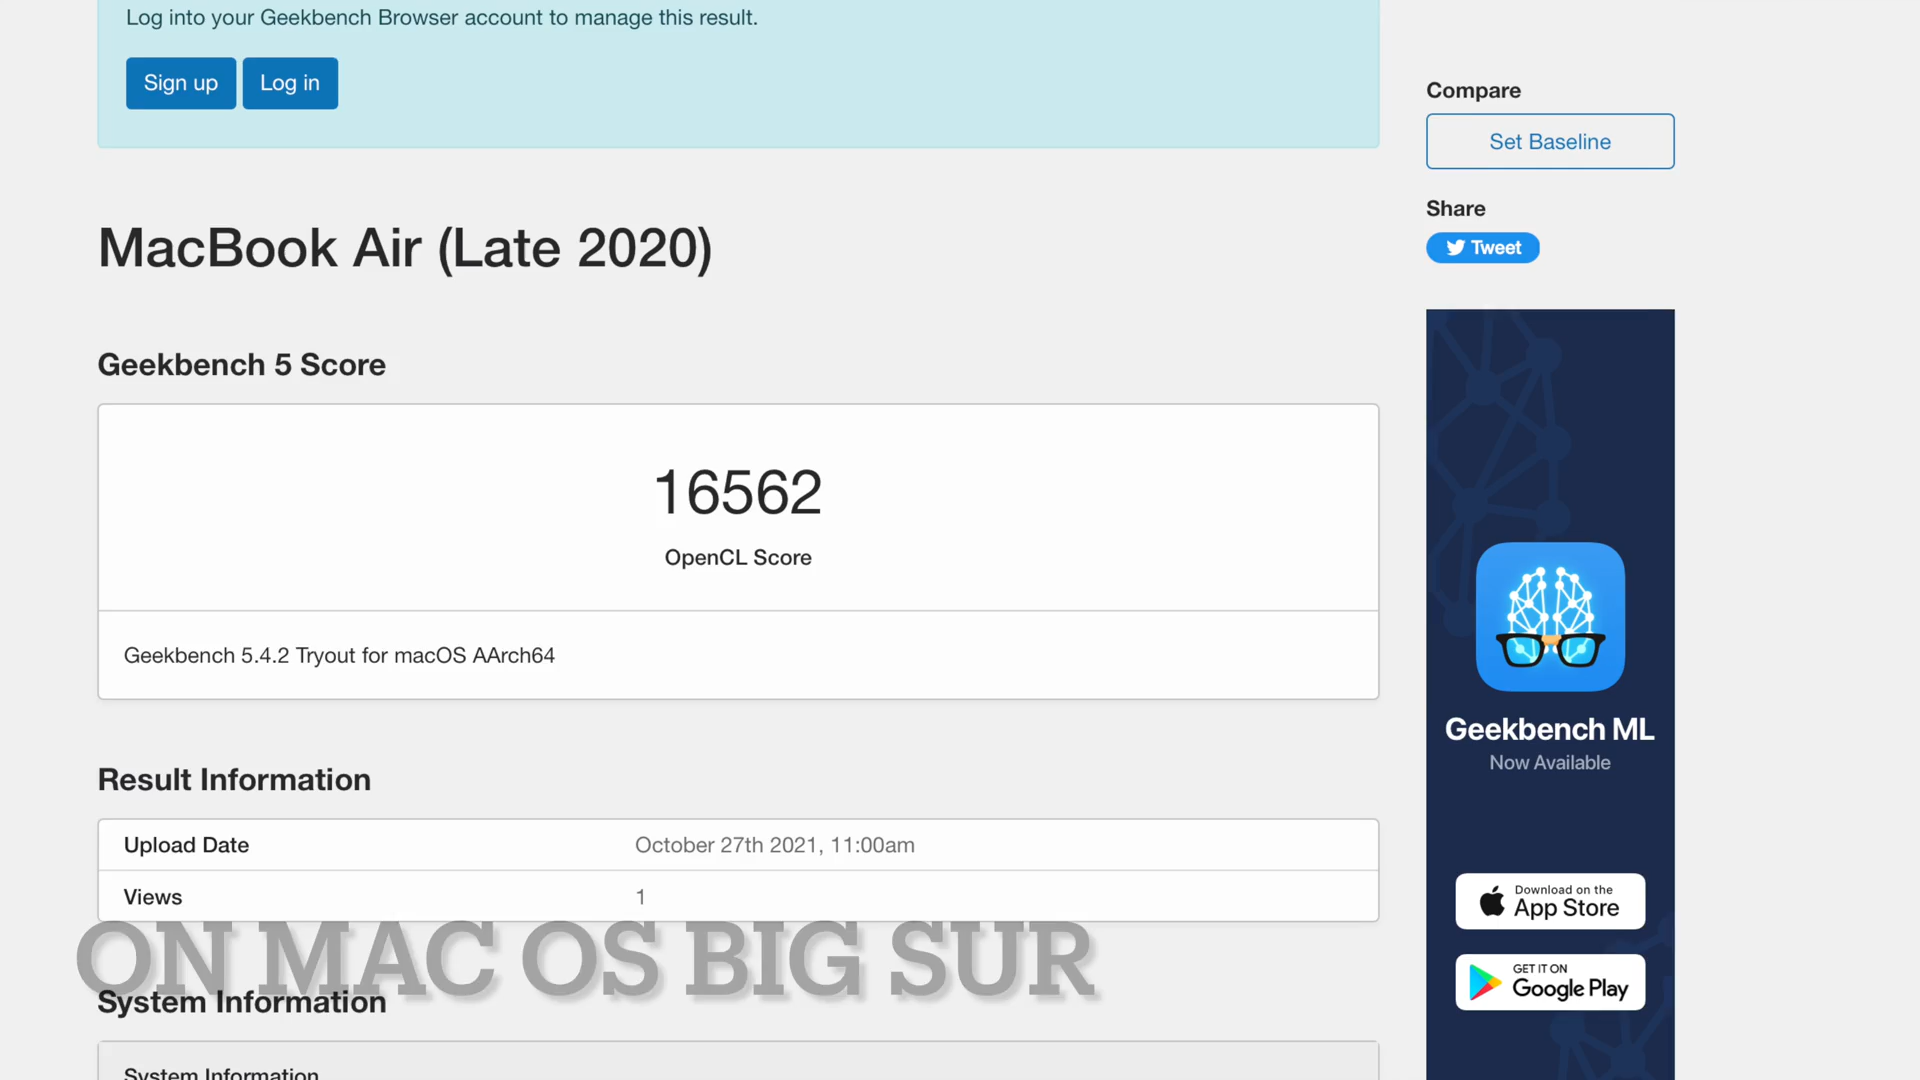 Log into your Geekbench Browser account to manage this result.
Sign up
Log in
MacBook Air (Late 2020)
Geekbench 5 Score
16562
OpenCL Score
Geekbench 5.4.2 Tryout for macOS AArch64
Result Information
Upload Date October 27th 2021, 11:00am
Views 1
ON MAC OS BIG SUR
System Information
System Information
Compare
Set Baseline
Share
Tweet
Geekbench ML
Now Available
Download on the
App Store
GET IT ON
Google Play